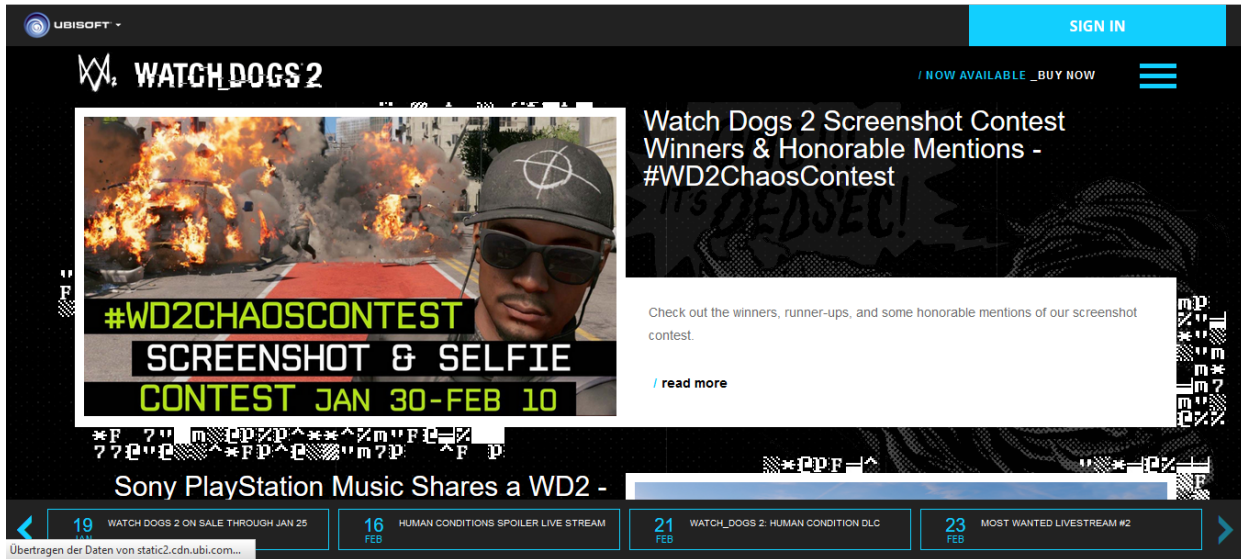 UBISOFT
SIGN IN
WATCH_DOGS 2
/ NOW AVAILABLE _BUY NOW
Watch Dogs 2 Screenshot Contest
Winners & Honorable Mentions -
#WD2ChaosContest
IT'S DEDSEC!
#WD2CHAOSCONTEST
SCREENSHOT & SELFIE
CONTEST JAN 30-FEB 10
Check out the winners, runner-ups, and some honorable mentions of our screenshot
contest.
/ read more
Sony PlayStation Music Shares a WD2 -
19 JAN WATCH DOGS 2 ON SALE THROUGH JAN 25
16 FEB HUMAN CONDITIONS SPOILER LIVE STREAM
21 FEB WATCH_DOGS 2: HUMAN CONDITION DLC
23 FEB MOST WANTED LIVESTREAM #2
Übertragen der Daten von static2.cdn.ubi.com...